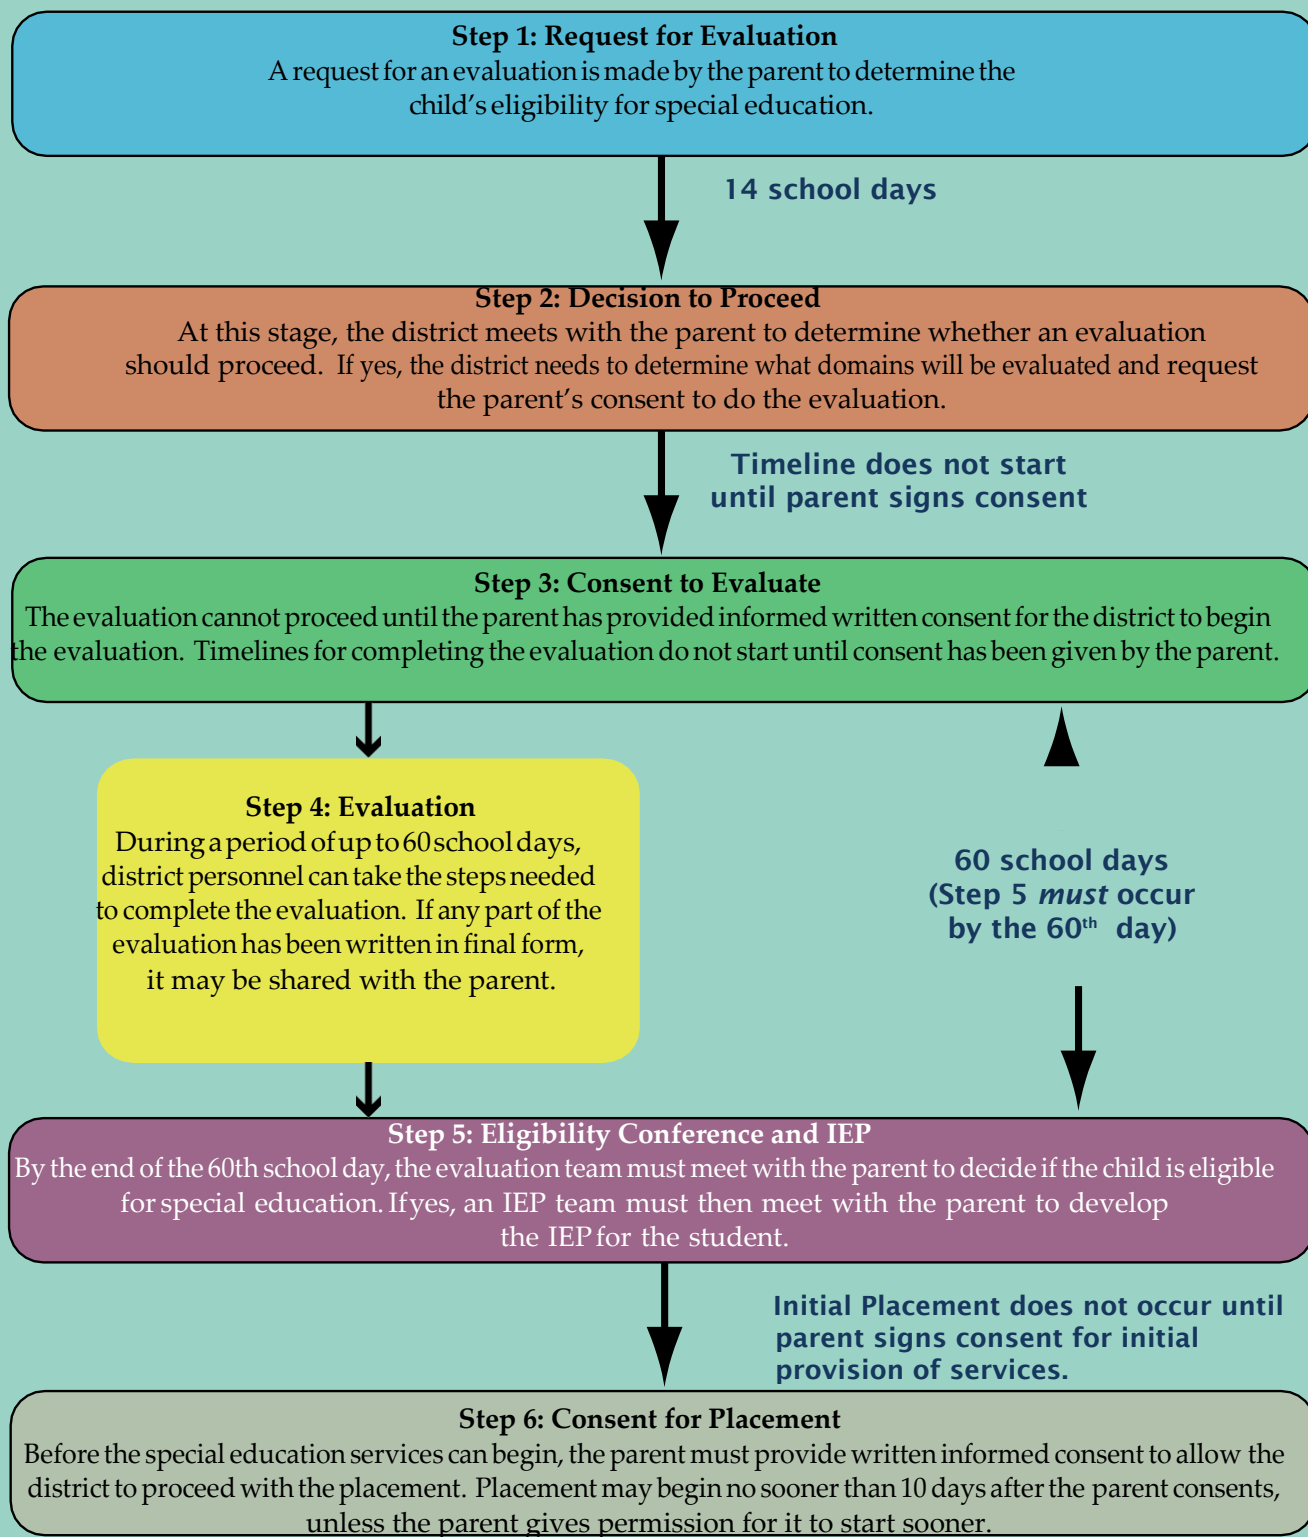 Step 1: Request for Evaluation
A request for an evaluation is made by the parent to determine the
child's eligibility for special education.
14 school days
Step 2: Decision to Proceed
At this stage, the district meets with the parent to determine whether an evaluation
should proceed. If yes, the district needs to determine what domains will be evaluated and request
the parent's consent to do the evaluation.
Timeline does not start
until parent signs consent
Step 3: Consent to Evaluate
The evaluation cannot proceed until the parent has provided informed written consent for the district to begin
the evaluation. Timelines for completing the evaluation do not start until consent has been given by the parent.
Step 4: Evaluation
During a period of up to 60 school days,
district personnel can take the steps needed
to complete the evaluation. If any part of the
evaluation has been written in final form,
it may be shared with the parent.
60 school days
(Step 5 must occur
by the 60th day)
Step 5: Eligibility Conference and IEP
By the end of the 60th school day, the evaluation team must meet with the parent to decide if the child is eligible
for special education. If yes, an IEP team must then meet with the parent to develop
the IEP for the student.
Initial Placement does not occur until
parent signs consent for initial
provision of services.
Step 6: Consent for Placement
Before the special education services can begin, the parent must provide written informed consent to allow the
district to proceed with the placement. Placement may begin no sooner than 10 days after the parent consents,
unless the parent gives permission for it to start sooner.